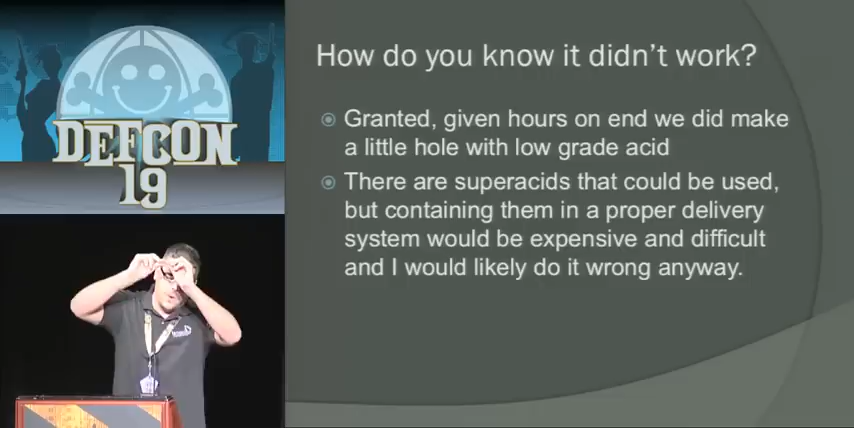 DEFCON
19
How do you know it didn't work?
Granted, given hours on end we did make
a little hole with low grade acid
There are superacids that could be used,
but containing them in a proper delivery
system would be expensive and difficult
and I would likely do it wrong anyway.